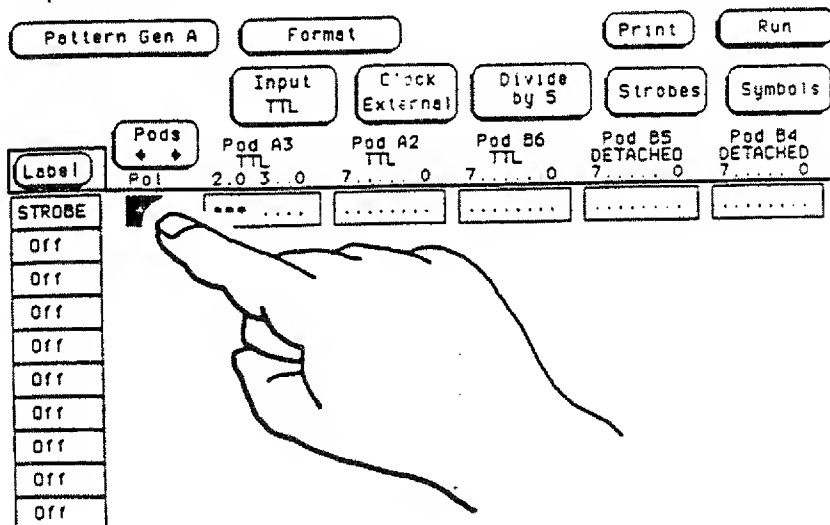 Pattern Gen A Format Print Run
Input TTL Clock External Divide by 5 Strobes Symbols
Pods
Pod A3 Pod A2 Pod B6 Pod B5 Pod B4
TTL TTL TTL DETACHED DETACHED
Label Pol 2.0 3..0 7......0 7......0 7......0 7......0
STROBE ***.... ........ ........ ........ ........
Off
Off
Off
Off
Off
Off
Off
Off
Off